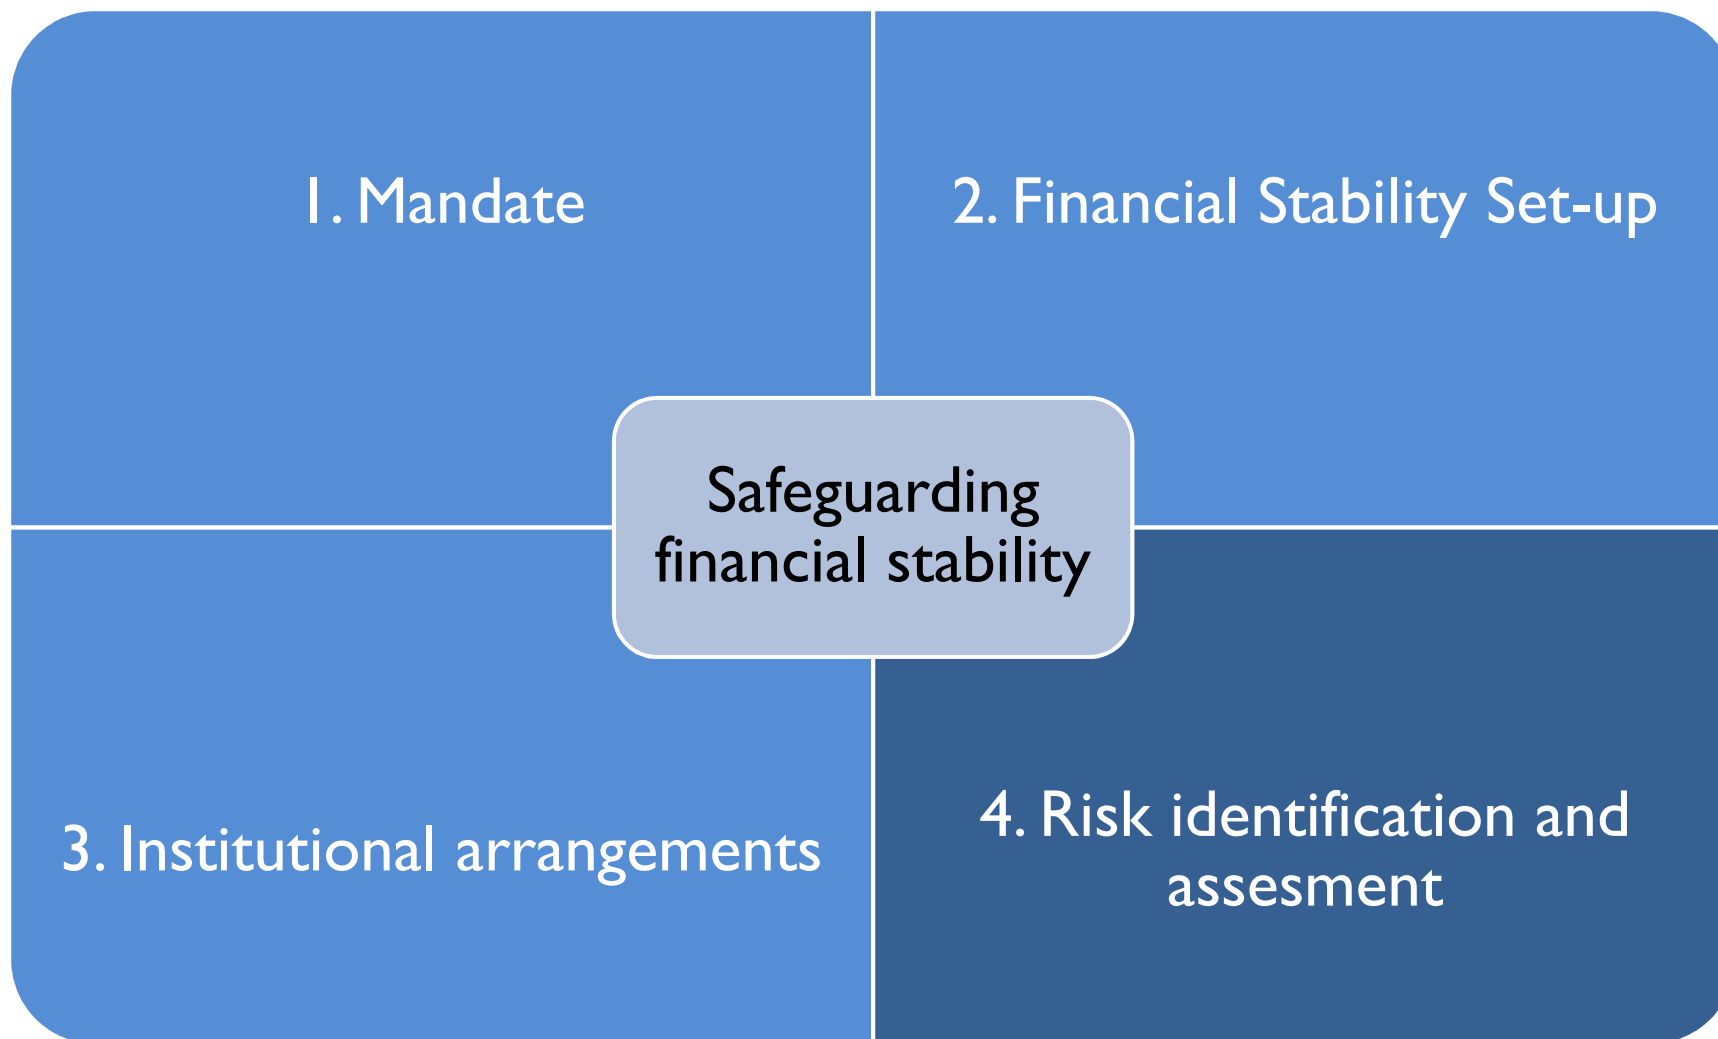 1. Mandate
2. Financial Stability Set-up
Safeguarding
financial stability
3. Institutional arrangements
4. Risk identification and
assesment